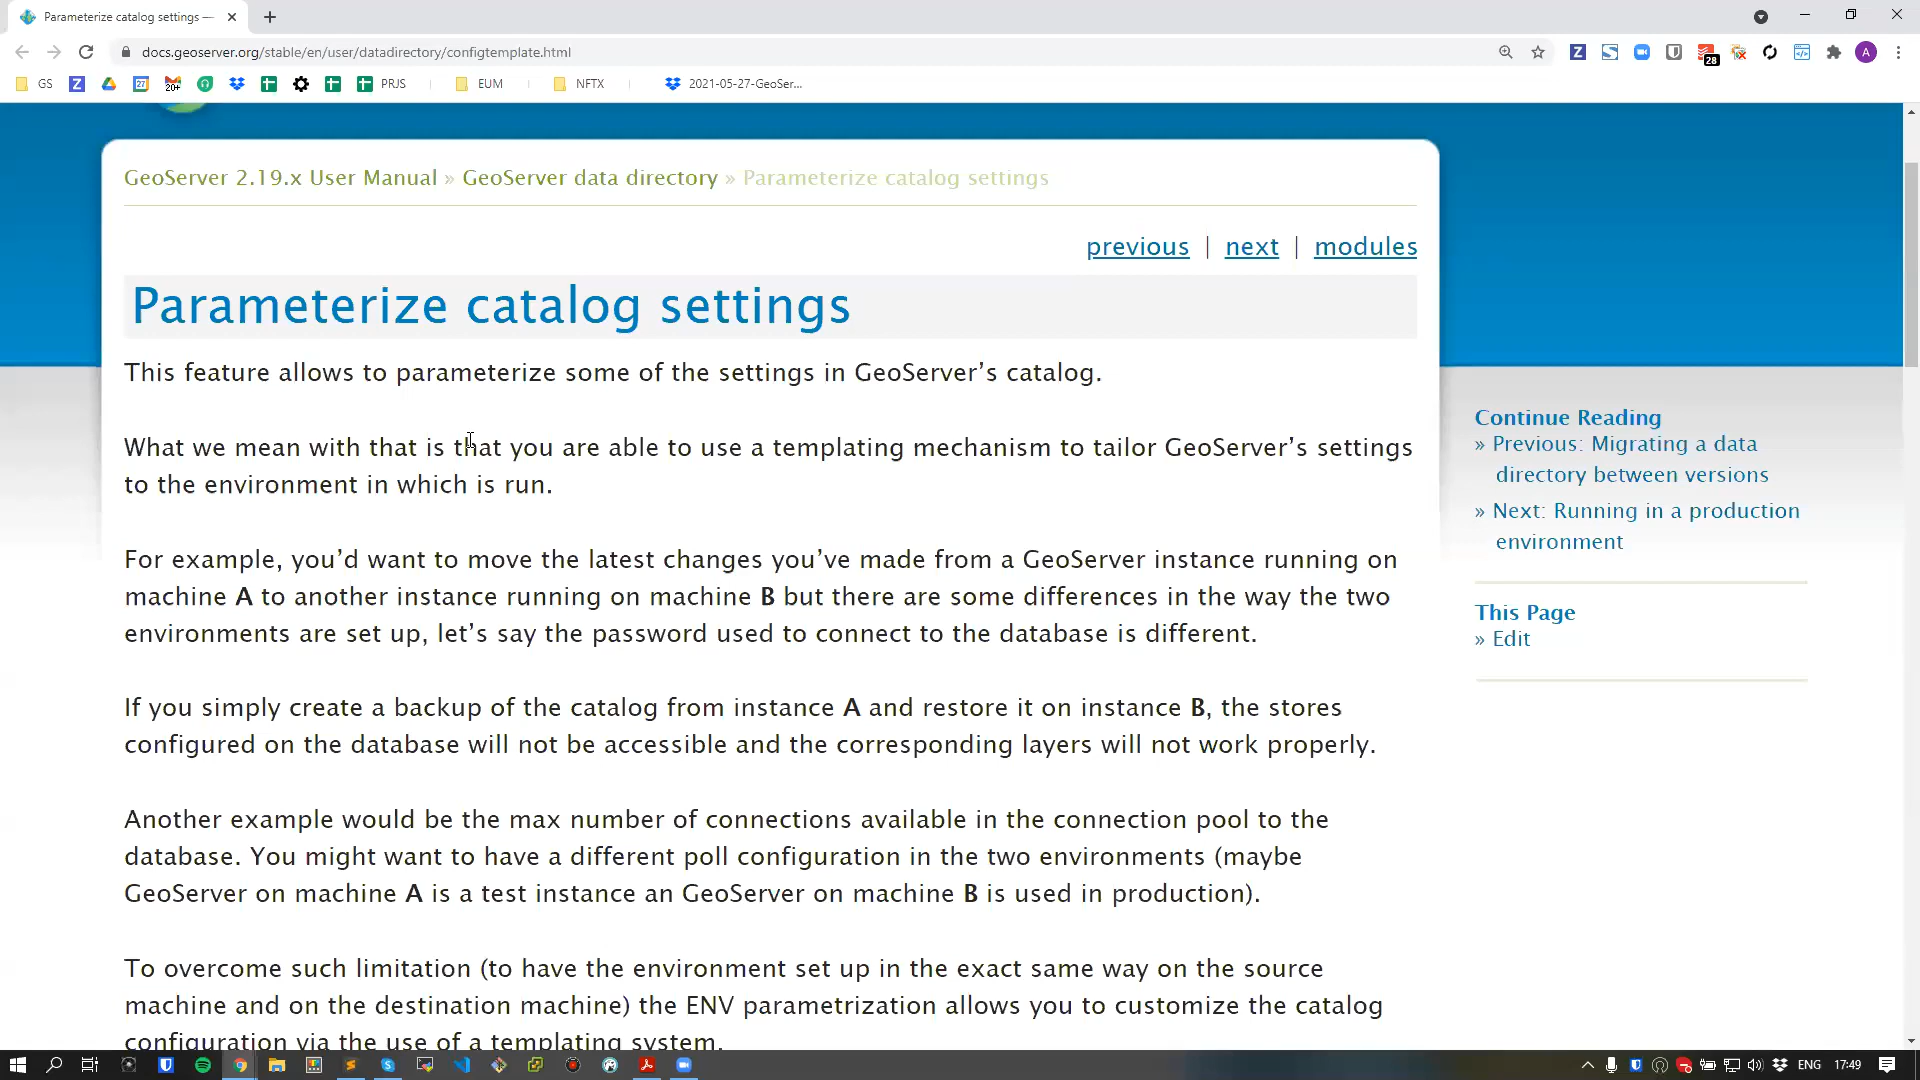 Parameterize catalog settings —
docs.geoserver.org/stable/en/user/datadirectory/configtemplate.html
28
A
GS
27
20+
PRJS
EUM
NFTX
2021-05-27-GeoSer...
GeoServer 2.19.x User Manual » GeoServer data directory » Parameterize catalog settings
previous | next | modules
Parameterize catalog settings
This feature allows to parameterize some of the settings in GeoServer’s catalog.
What we mean with that is that you are able to use a templating mechanism to tailor GeoServer’s settings
to the environment in which is run.
For example, you’d want to move the latest changes you’ve made from a GeoServer instance running on
machine A to another instance running on machine B but there are some differences in the way the two
environments are set up, let’s say the password used to connect to the database is different.
If you simply create a backup of the catalog from instance A and restore it on instance B, the stores
configured on the database will not be accessible and the corresponding layers will not work properly.
Another example would be the max number of connections available in the connection pool to the
database. You might want to have a different poll configuration in the two environments (maybe
GeoServer on machine A is a test instance an GeoServer on machine B is used in production).
To overcome such limitation (to have the environment set up in the exact same way on the source
machine and on the destination machine) the ENV parametrization allows you to customize the catalog
configuration via the use of a templating system.
Continue Reading
» Previous: Migrating a data
directory between versions
» Next: Running in a production
environment
This Page
» Edit
ENG
17:49